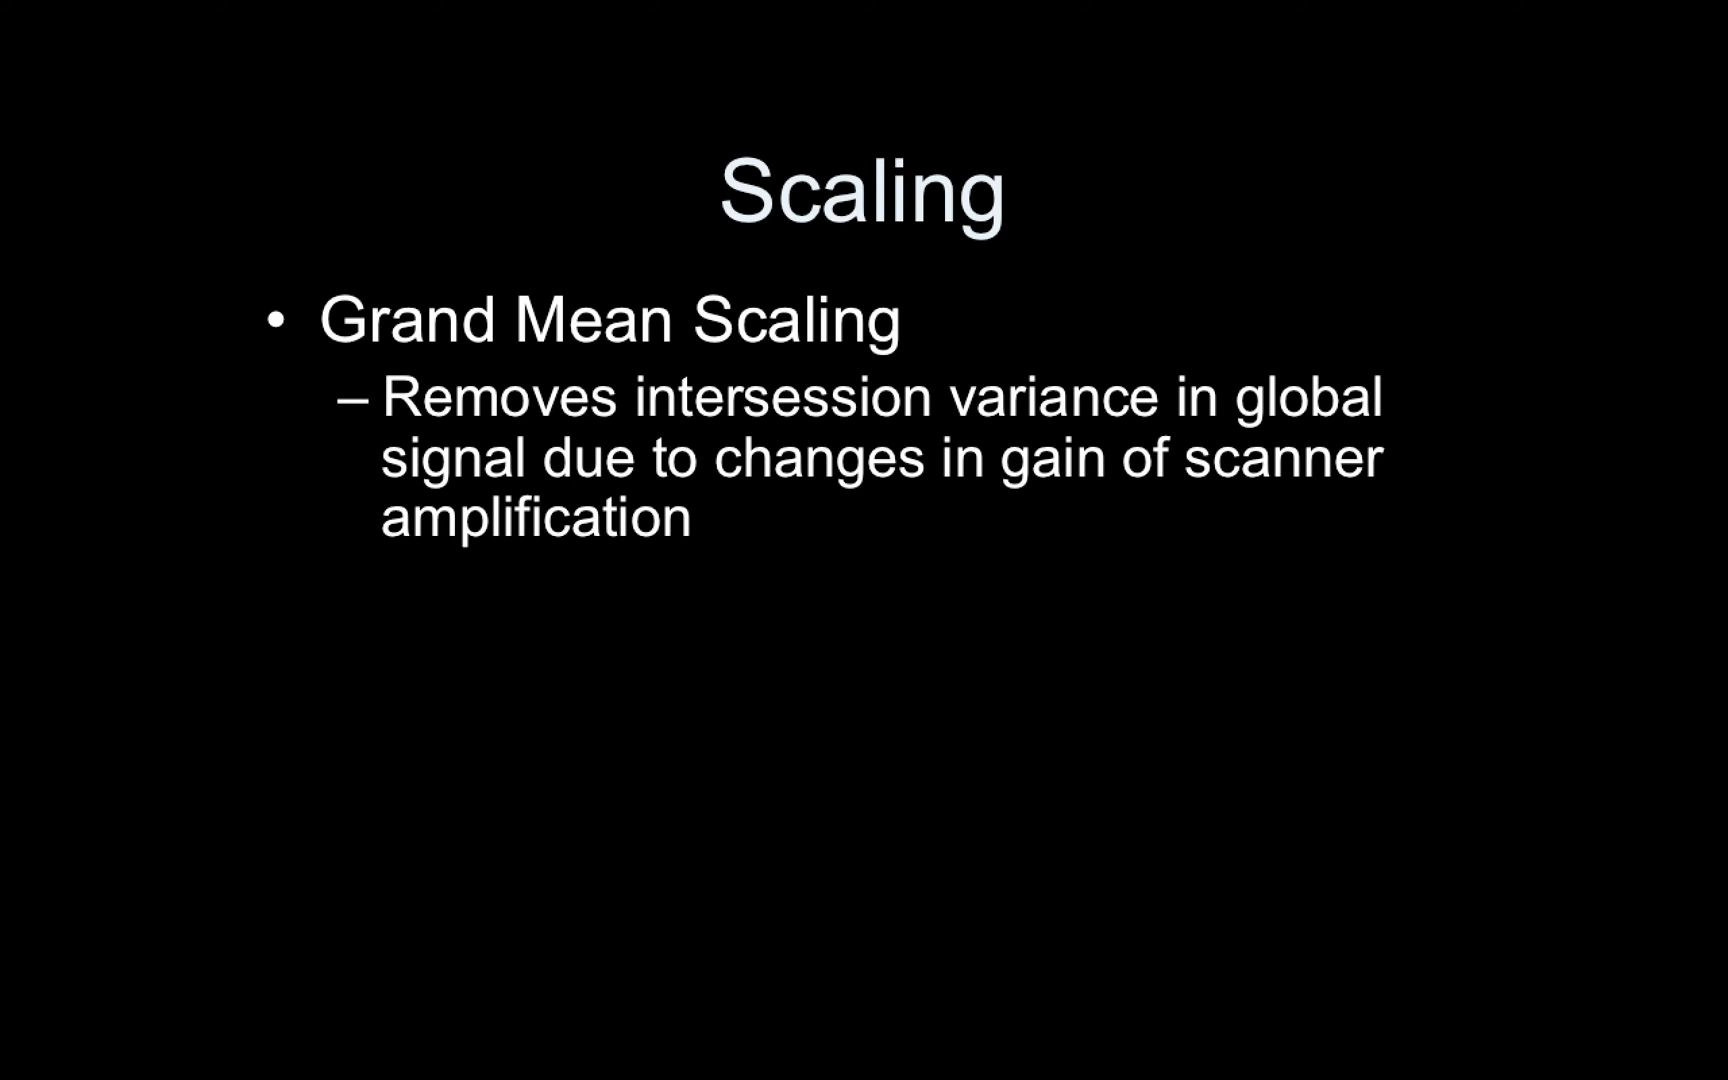 Scaling
• Grand Mean Scaling
– Removes intersession variance in global
signal due to changes in gain of scanner
amplification